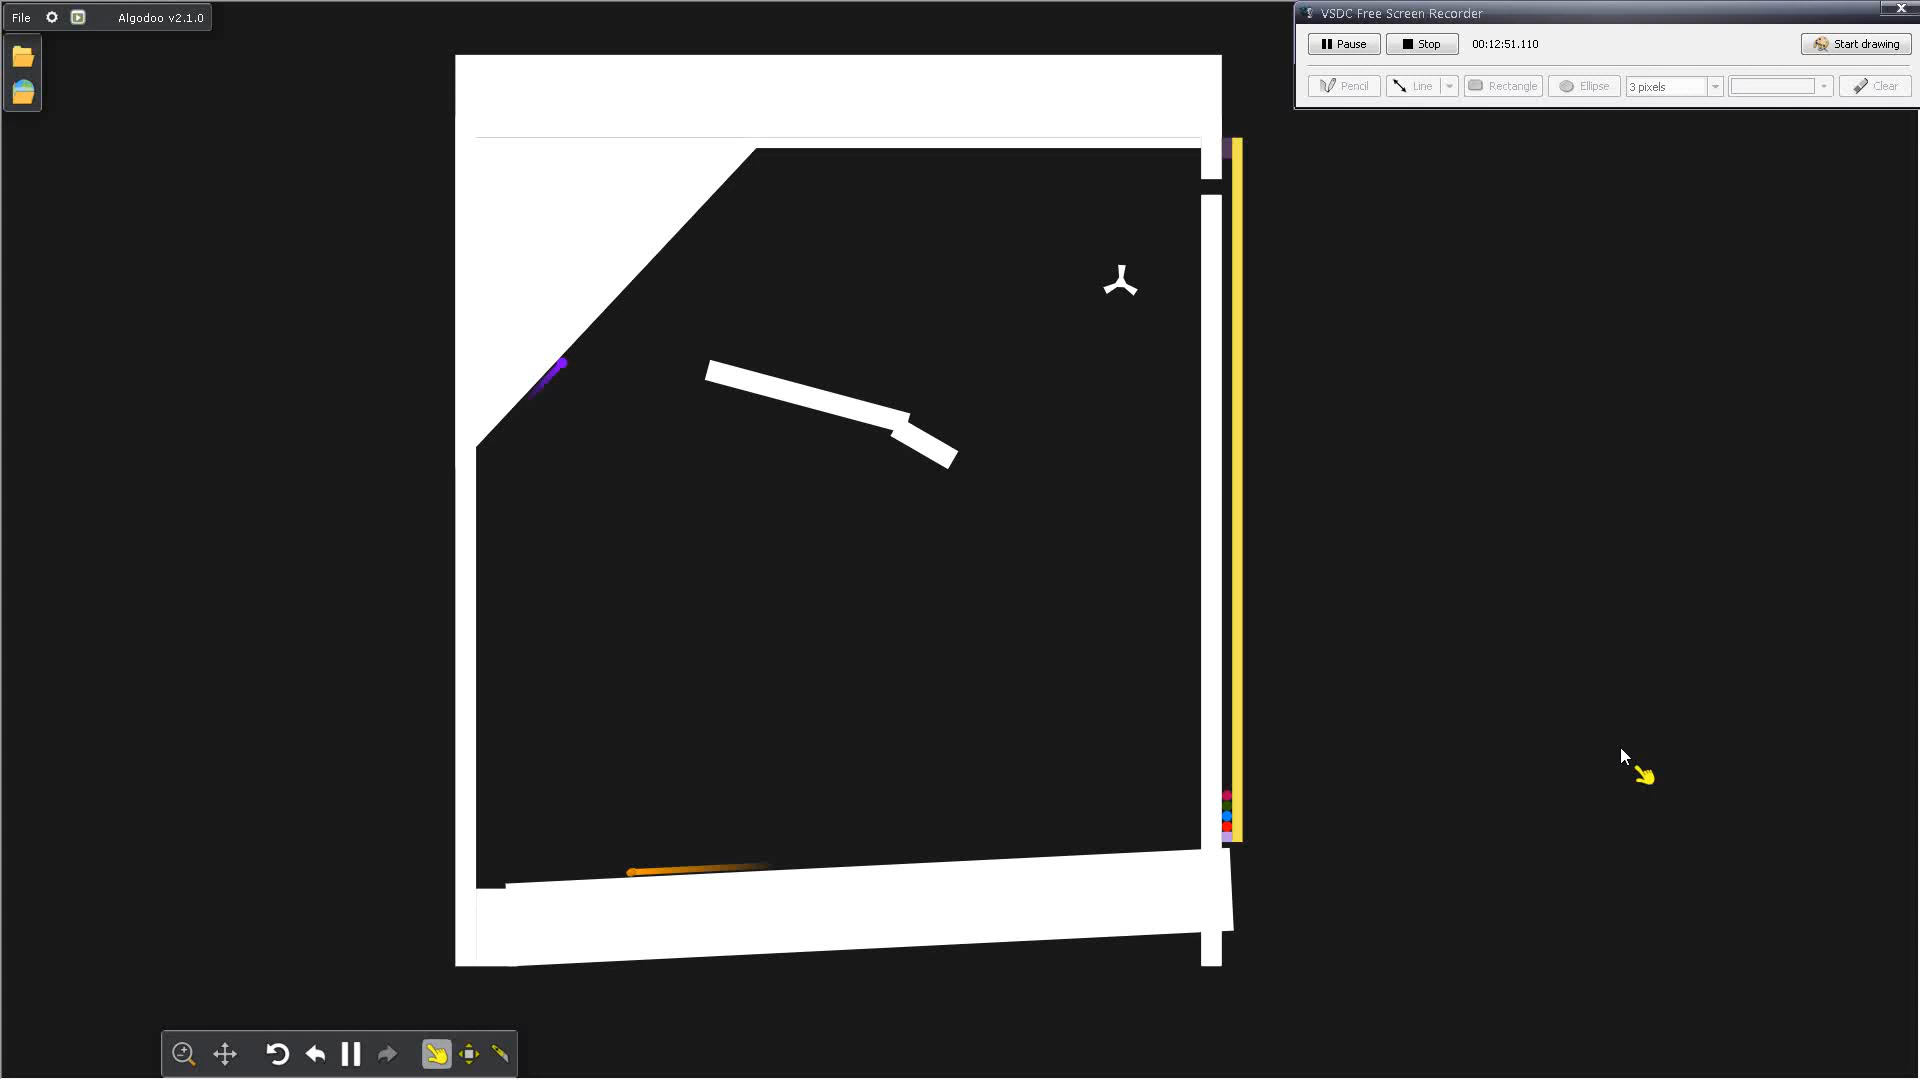 File Algodoo v2.1.0
VSDC Free Screen Recorder
Pause Stop 00:12:51.110 Start drawing
Pencil Line Rectangle Ellipse 3 pixels Clear